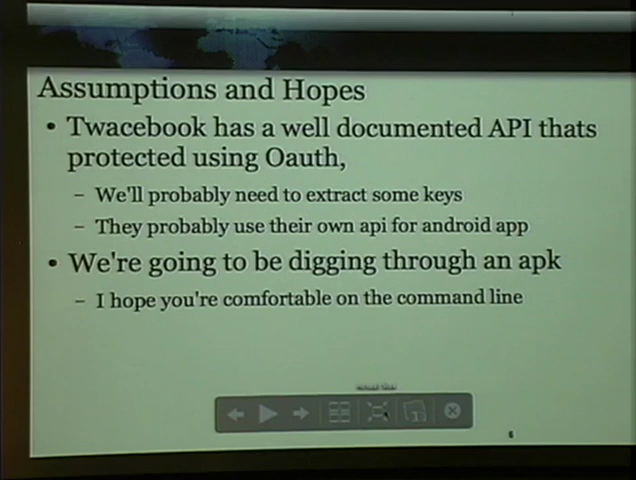 Assumptions and Hopes
• Twacebook has a well documented API thats
protected using Oauth,
– We'll probably need to extract some keys
– They probably use their own api for android app
• We're going to be digging through an apk
– I hope you're comfortable on the command line
6